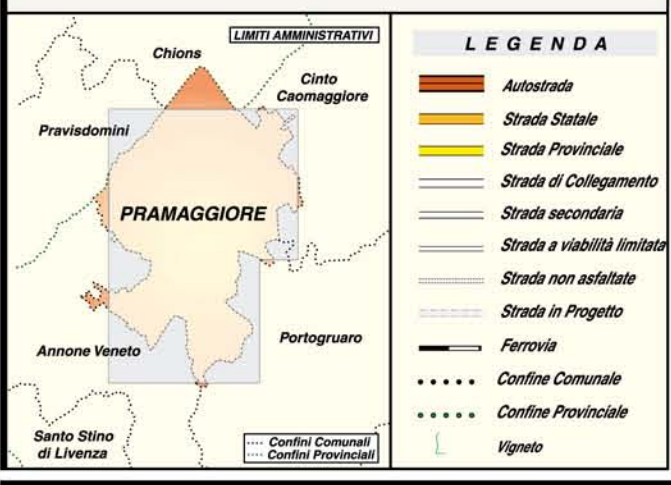 LIMITI AMMINISTRATIVI
Chions
Cinto
Caomaggiore
Pravisdomini
PRAMAGGIORE
Annone Veneto
Portogruaro
Santo Stino
di Livenza
Confini Comunali
Confini Provinciali
LEGENDA
Autostrada
Strada Statale
Strada Provinciale
Strada di Collegamento
Strada secondaria
Strada a viabilità limitata
Strada non asfaltate
Strada in Progetto
Ferrovia
Confine Comunale
Confine Provinciale
Vigneto